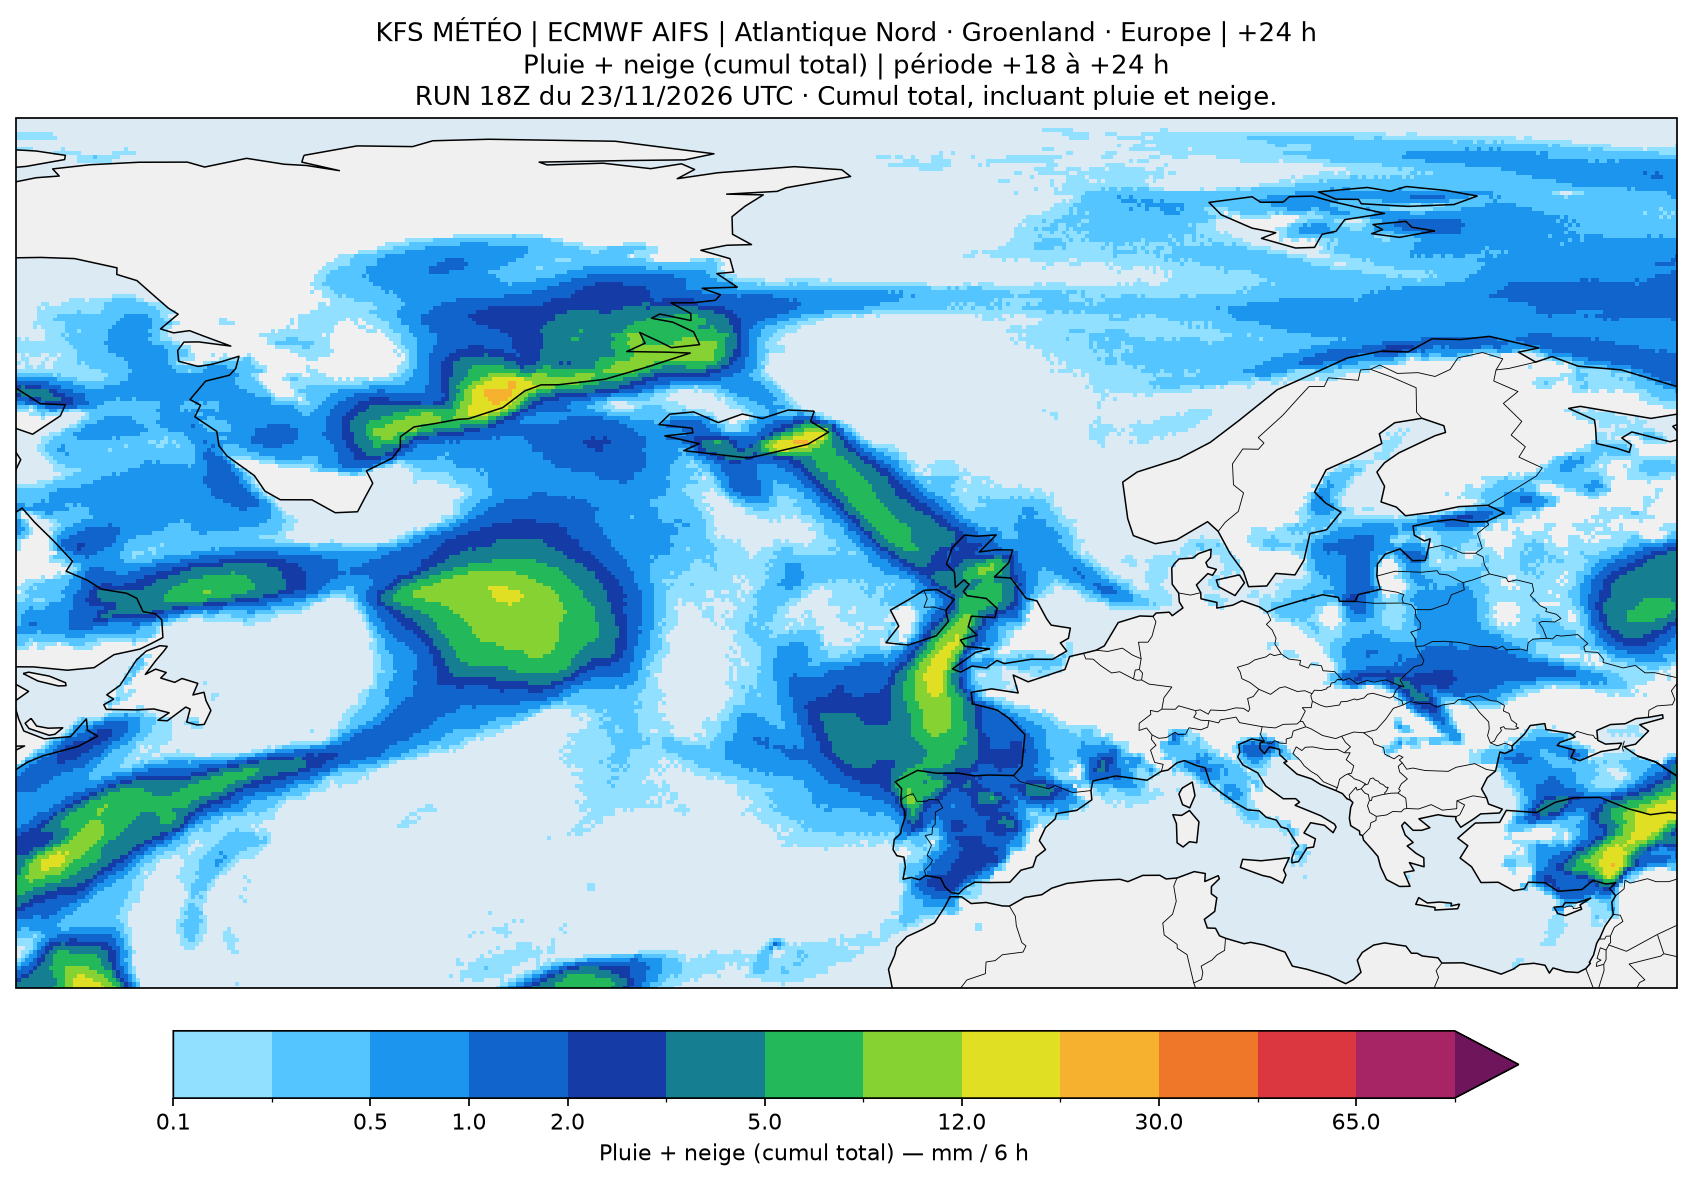 KFS MÉTÉO | ECMWF AIFS | Atlantique Nord · Groenland · Europe | +24 h
Pluie + neige (cumul total) | période +18 à +24 h
RUN 18Z du 23/11/2026 UTC · Cumul total, incluant pluie et neige.
0.1 0.5 1.0 2.0 5.0 12.0 30.0 65.0
Pluie + neige (cumul total) — mm / 6 h